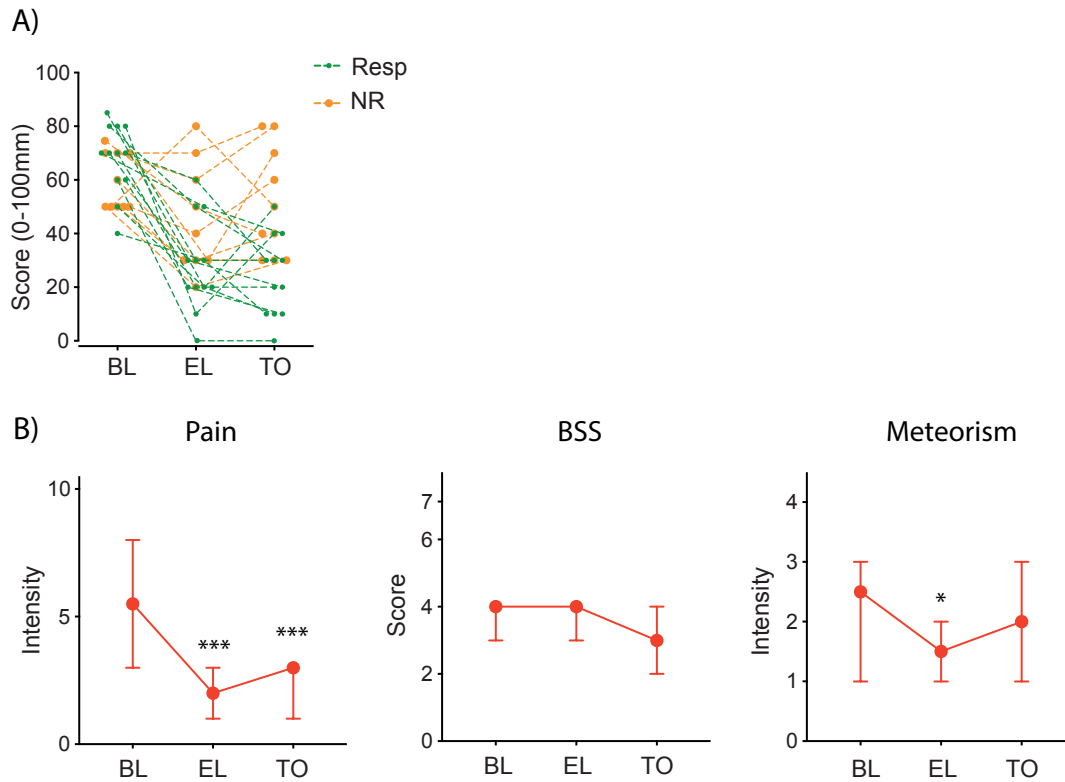 A)
Score (0-100mm)
100
80
60
40
20
0
BL EL TO
Resp
NR
B)
Pain
Intensity
10
5
0
*** ***
BL EL TO
BSS
Score
7
6
4
2
0
BL EL TO
Meteorism
Intensity
4
3
2
1
0
*
BL EL TO